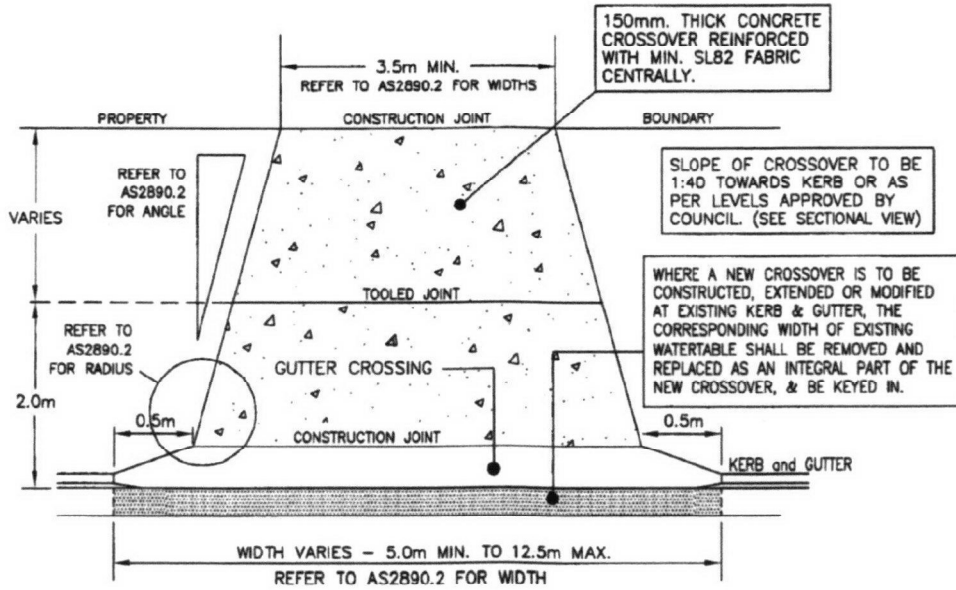 150mm. THICK CONCRETE
CROSSOVER REINFORCED
WITH MIN. SL82 FABRIC
CENTRALLY.
3.5m MIN.
REFER TO AS2890.2 FOR WIDTHS
PROPERTY
CONSTRUCTION JOINT
BOUNDARY
REFER TO
AS2890.2
FOR ANGLE
SLOPE OF CROSSOVER TO BE
1:40 TOWARDS KERB OR AS
PER LEVELS APPROVED BY
COUNCIL. (SEE SECTIONAL VIEW)
VARIES
WHERE A NEW CROSSOVER IS TO BE
CONSTRUCTED, EXTENDED OR MODIFIED
AT EXISTING KERB & GUTTER, THE
CORRESPONDING WIDTH OF EXISTING
WATERTABLE SHALL BE REMOVED AND
REPLACED AS AN INTEGRAL PART OF THE
NEW CROSSOVER, & BE KEYED IN.
TOOLED JOINT
REFER TO
AS2890.2
FOR RADIUS
GUTTER CROSSING
2.0m
0.5m
CONSTRUCTION JOINT
0.5m
KERB and GUTTER
WIDTH VARIES - 5.0m MIN. TO 12.5m MAX.
REFER TO AS2890.2 FOR WIDTH